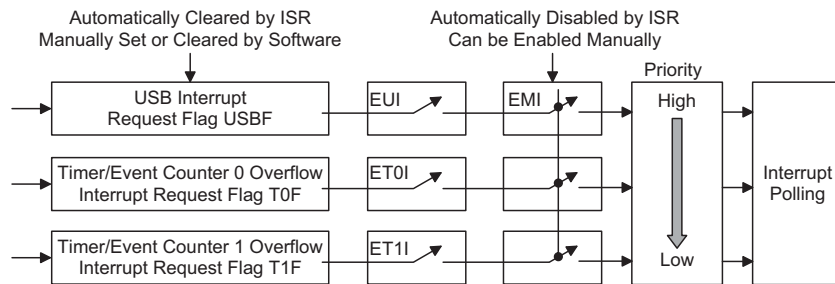 Automatically Cleared by ISR
Manually Set or Cleared by Software
Automatically Disabled by ISR
Can be Enabled Manually
Priority
USB Interrupt
Request Flag USBF
EUI
EMI
High
Timer/Event Counter 0 Overflow
Interrupt Request Flag T0F
ET0I
Interrupt
Polling
Timer/Event Counter 1 Overflow
Interrupt Request Flag T1F
ET1I
Low